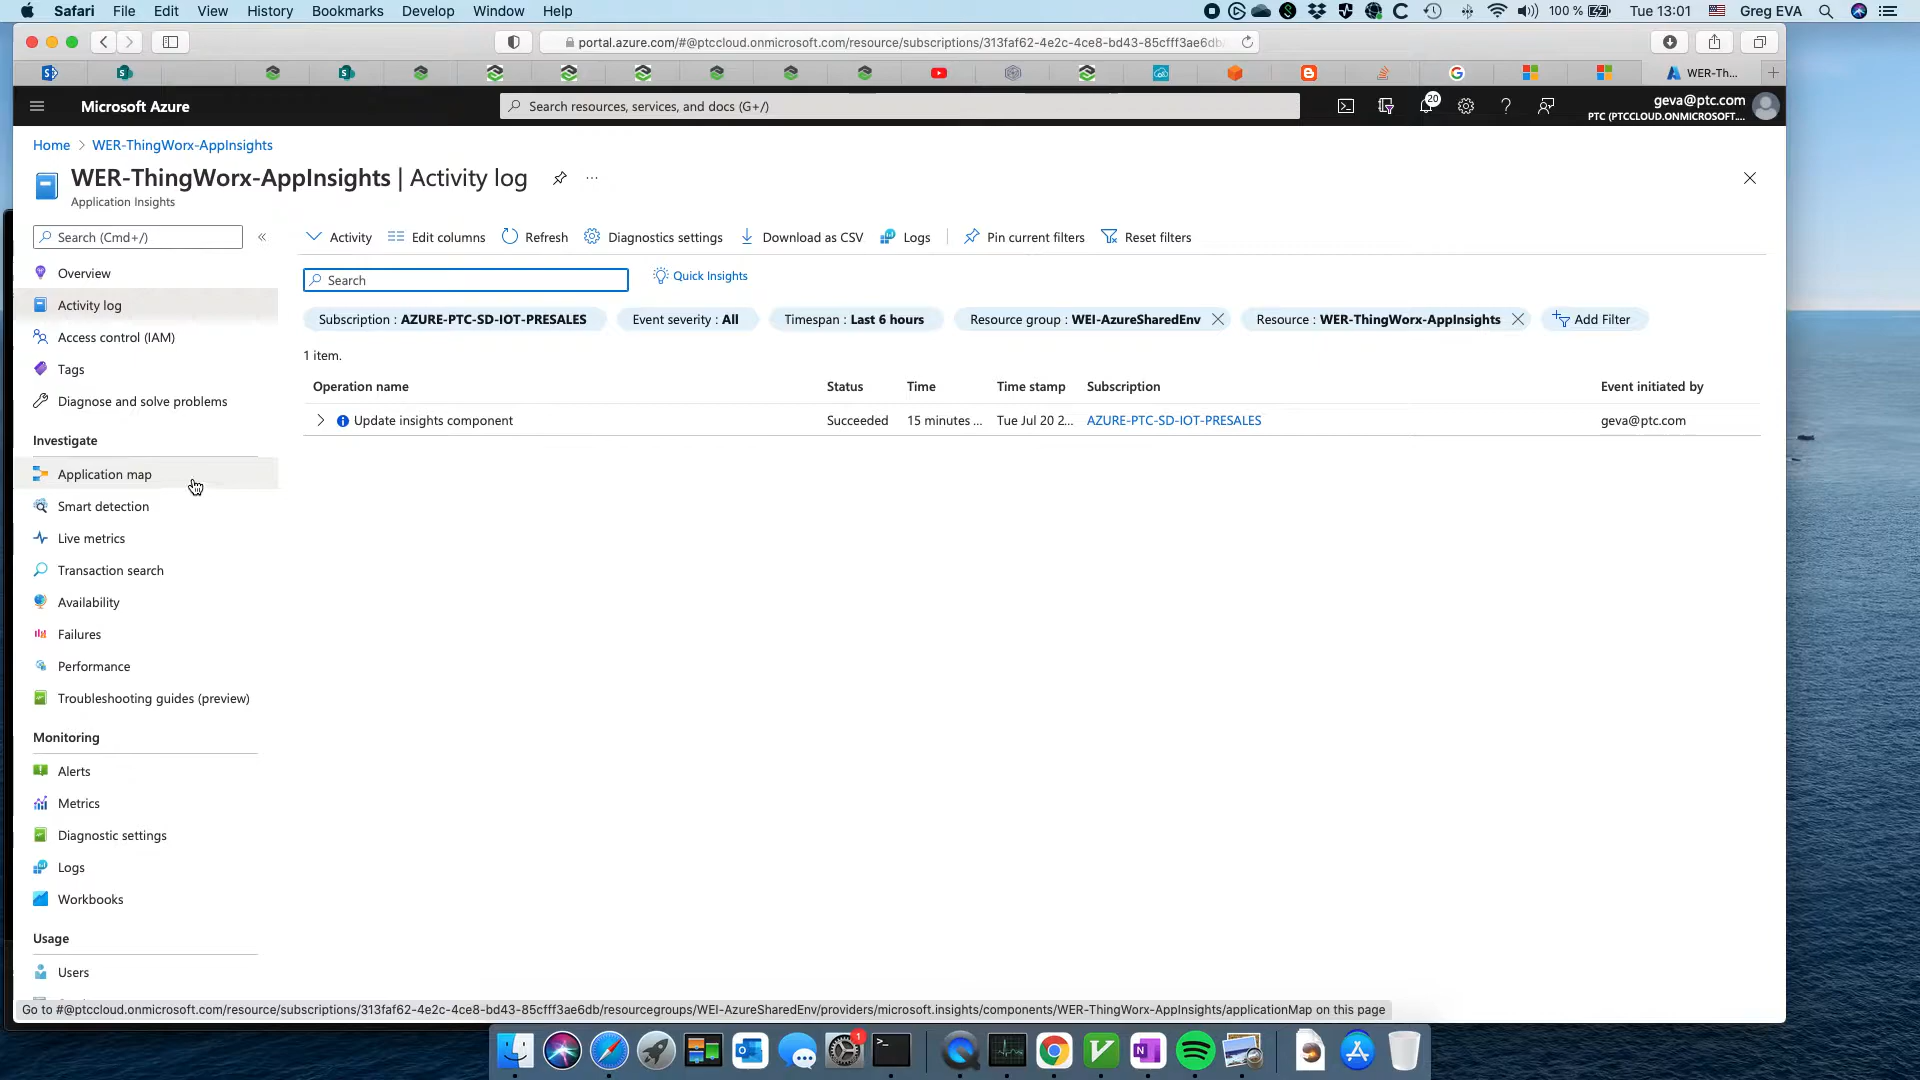 Safari File Edit View History Bookmarks Develop Window Help 100 % Tue 13:01 Greg EVA
portal.azure.com/#@ptccloud.onmicrosoft.com/resource/subscriptions/313faf62-4e2c-4ce8-bd43-85cfff3ae6db
WER-Th...
Microsoft Azure
Search resources, services, and docs (G+/)
20
geva@ptc.com
PTC (PTCCLOUD.ONMICROSOFT....
Home > WER-ThingWorx-AppInsights
WER-ThingWorx-AppInsights | Activity log
Application Insights
Search (Cmd+/)
Activity Edit columns Refresh Diagnostics settings Download as CSV Logs Pin current filters Reset filters
Search
Quick Insights
Subscription : AZURE-PTC-SD-IOT-PRESALES Event severity : All Timespan : Last 6 hours Resource group : WEI-AzureSharedEnv Resource : WER-ThingWorx-AppInsights Add Filter
1 item.
Operation name Status Time Time stamp Subscription Event initiated by
Update insights component Succeeded 15 minutes ... Tue Jul 20 2... AZURE-PTC-SD-IOT-PRESALES geva@ptc.com
Overview
Activity log
Access control (IAM)
Tags
Diagnose and solve problems
Investigate
Application map
Smart detection
Live metrics
Transaction search
Availability
Failures
Performance
Troubleshooting guides (preview)
Monitoring
Alerts
Metrics
Diagnostic settings
Logs
Workbooks
Usage
Users
Go to #@ptccloud.onmicrosoft.com/resource/subscriptions/313faf62-4e2c-4ce8-bd43-85cfff3ae6db/resourcegroups/WEI-AzureSharedEnv/providers/microsoft.insights/components/WER-ThingWorx-AppInsights/applicationMap on this page
1